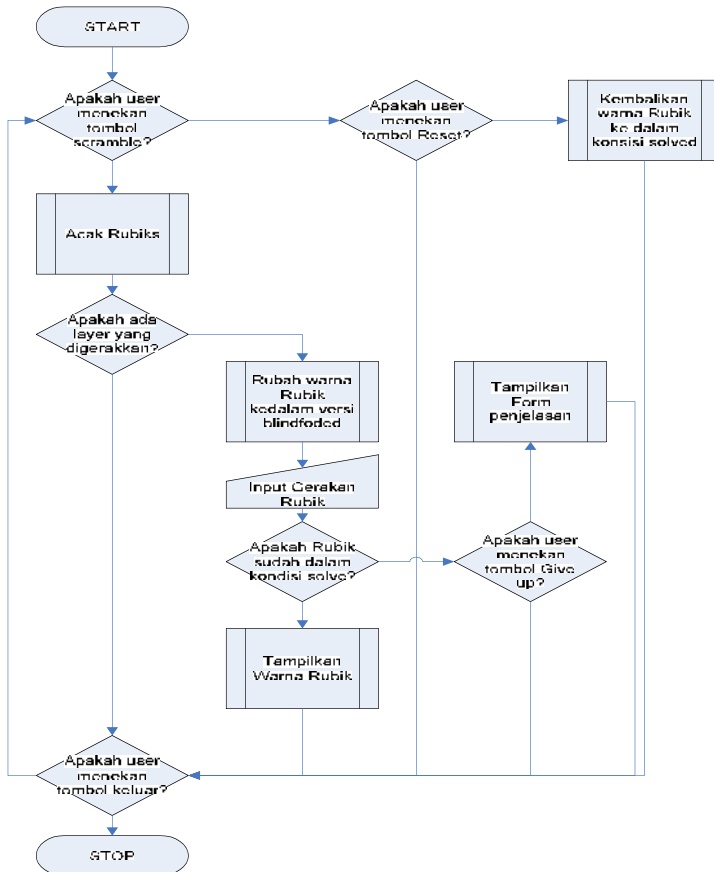 START
Apakah user
menekan
tombol
scramble?
Apakah user
menekan
tombol Reset?
Kembalikan
warna Rubik
ke dalam
konsisi solved
Acak Rubiks
Apakah ada
layer yang
digerakkan?
Rubah warna
Rubik
kedalam versi
blindfoded
Tampilkan
Form
penjelasan
Input Gerakan
Rubik
Apakah Rubik
sudah dalam
kondisi solve?
Apakah user
menekan
tombol Give
up?
Tampilkan
Warna Rubik
Apakah user
menekan
tombol keluar?
STOP